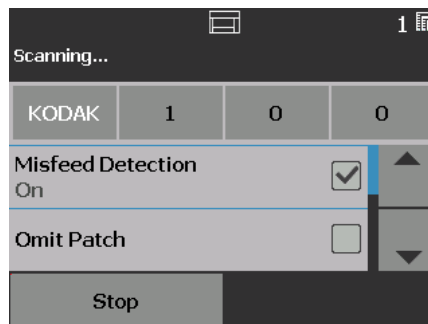 1
Scanning...
KODAK 1 0 0
Misfeed Detection
On
Omit Patch
Stop